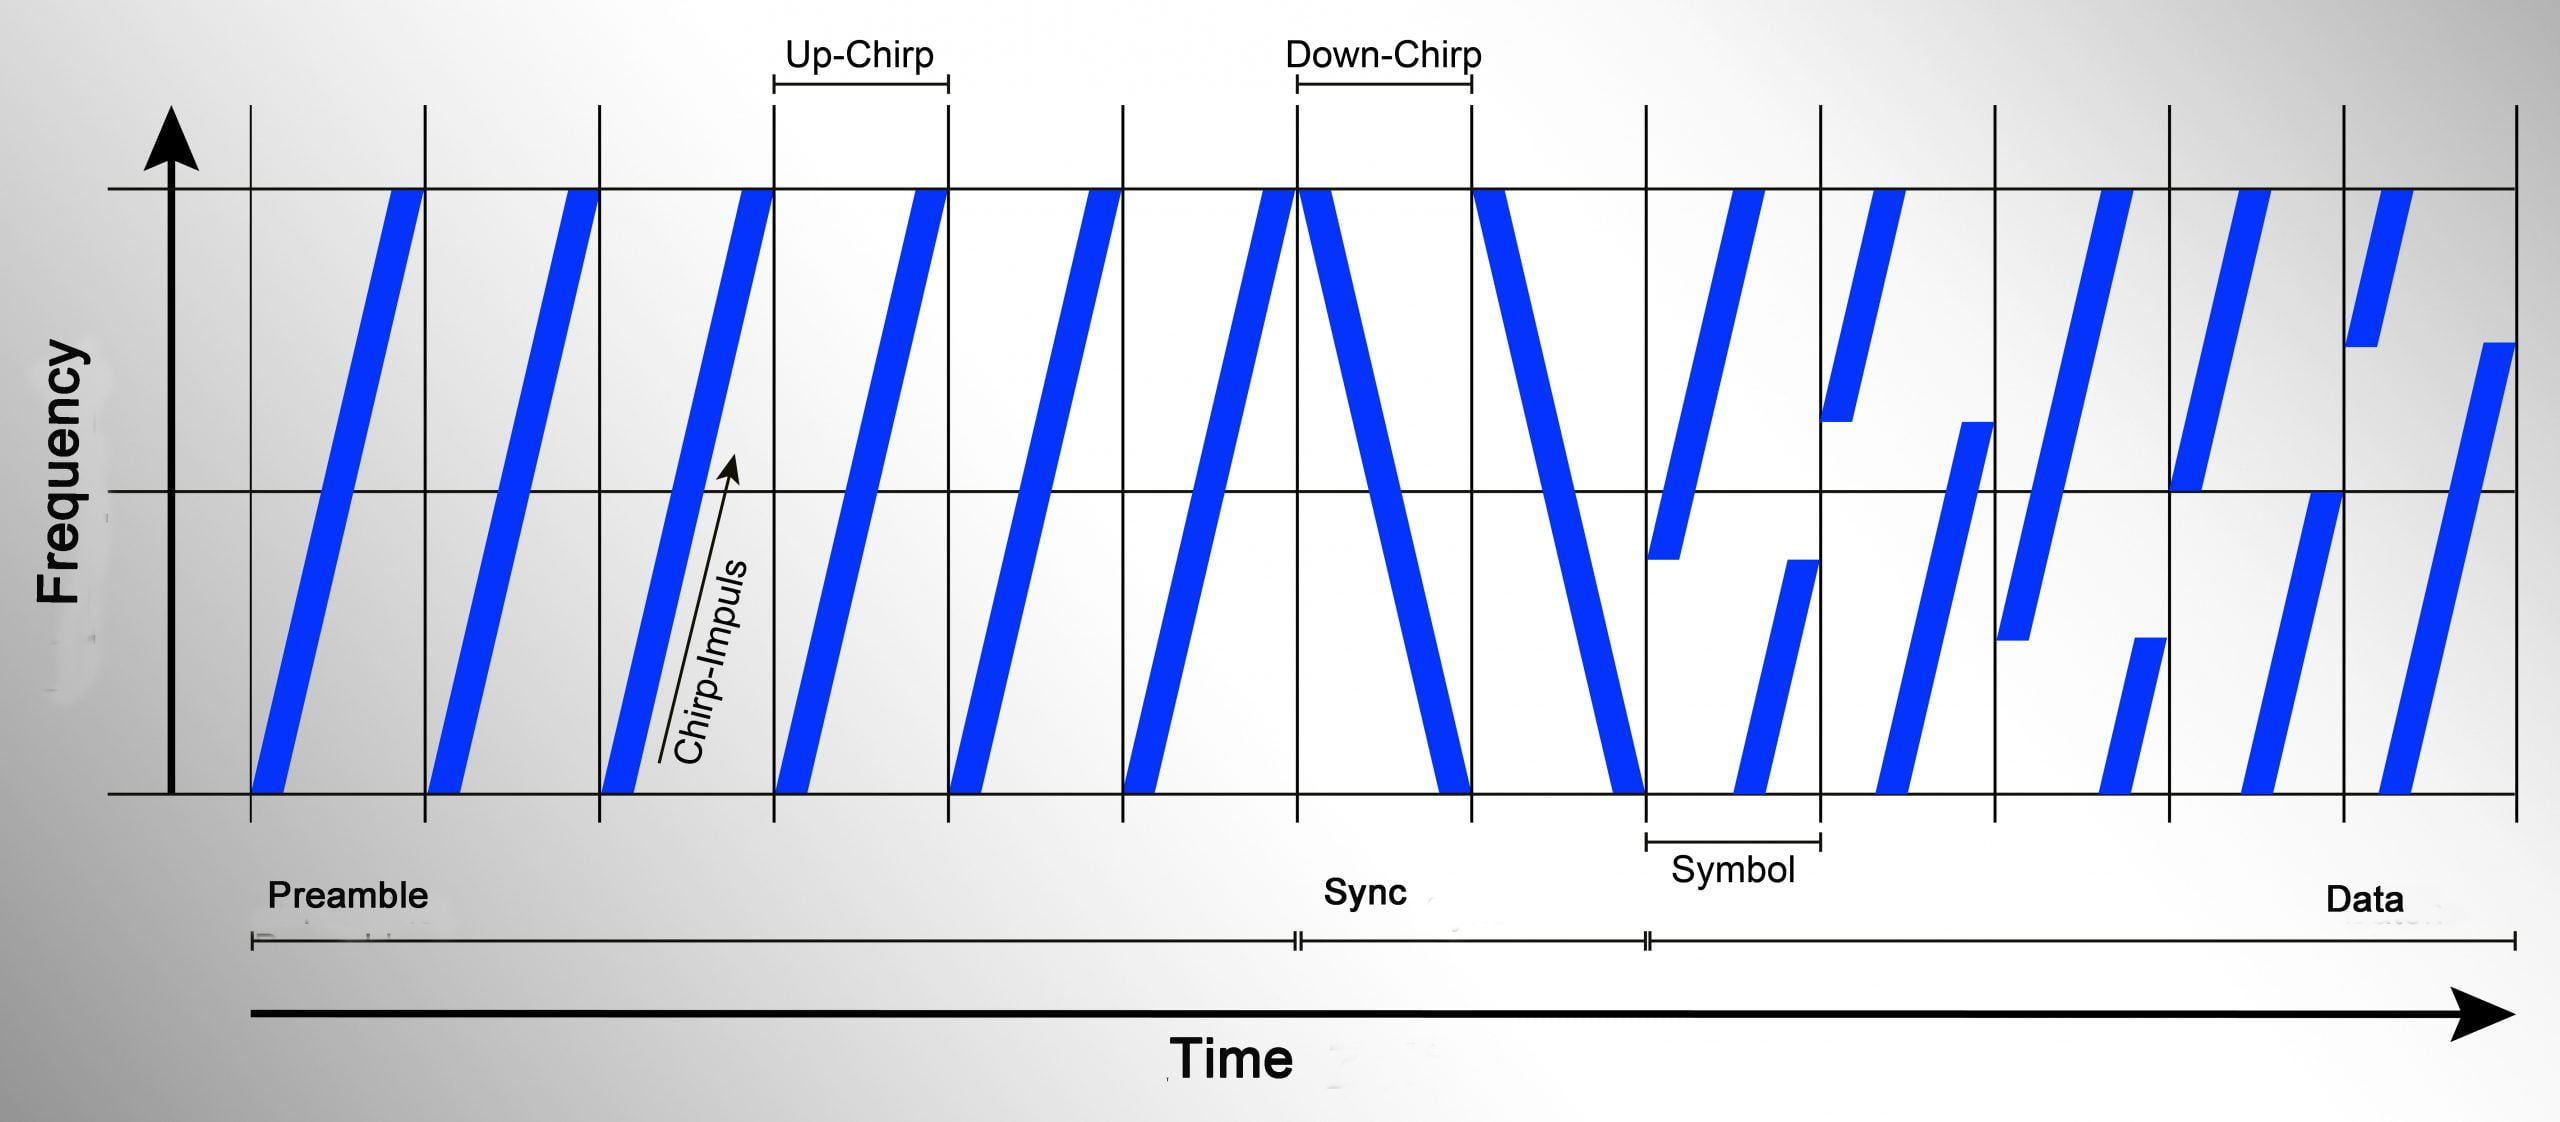 Up-Chirp
Down-Chirp
Frequency
Chirp-Impuls
Symbol
Preamble
Sync
Data
Time